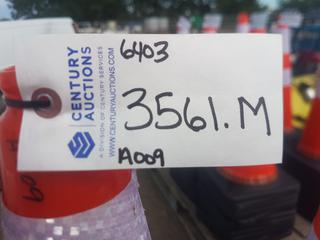 6403
3561.M
A009
CENTURY
AUCTIONS
A DIVISION OF CENTURY SERVICES
WWW.CENTURYAUCTIONS.COM